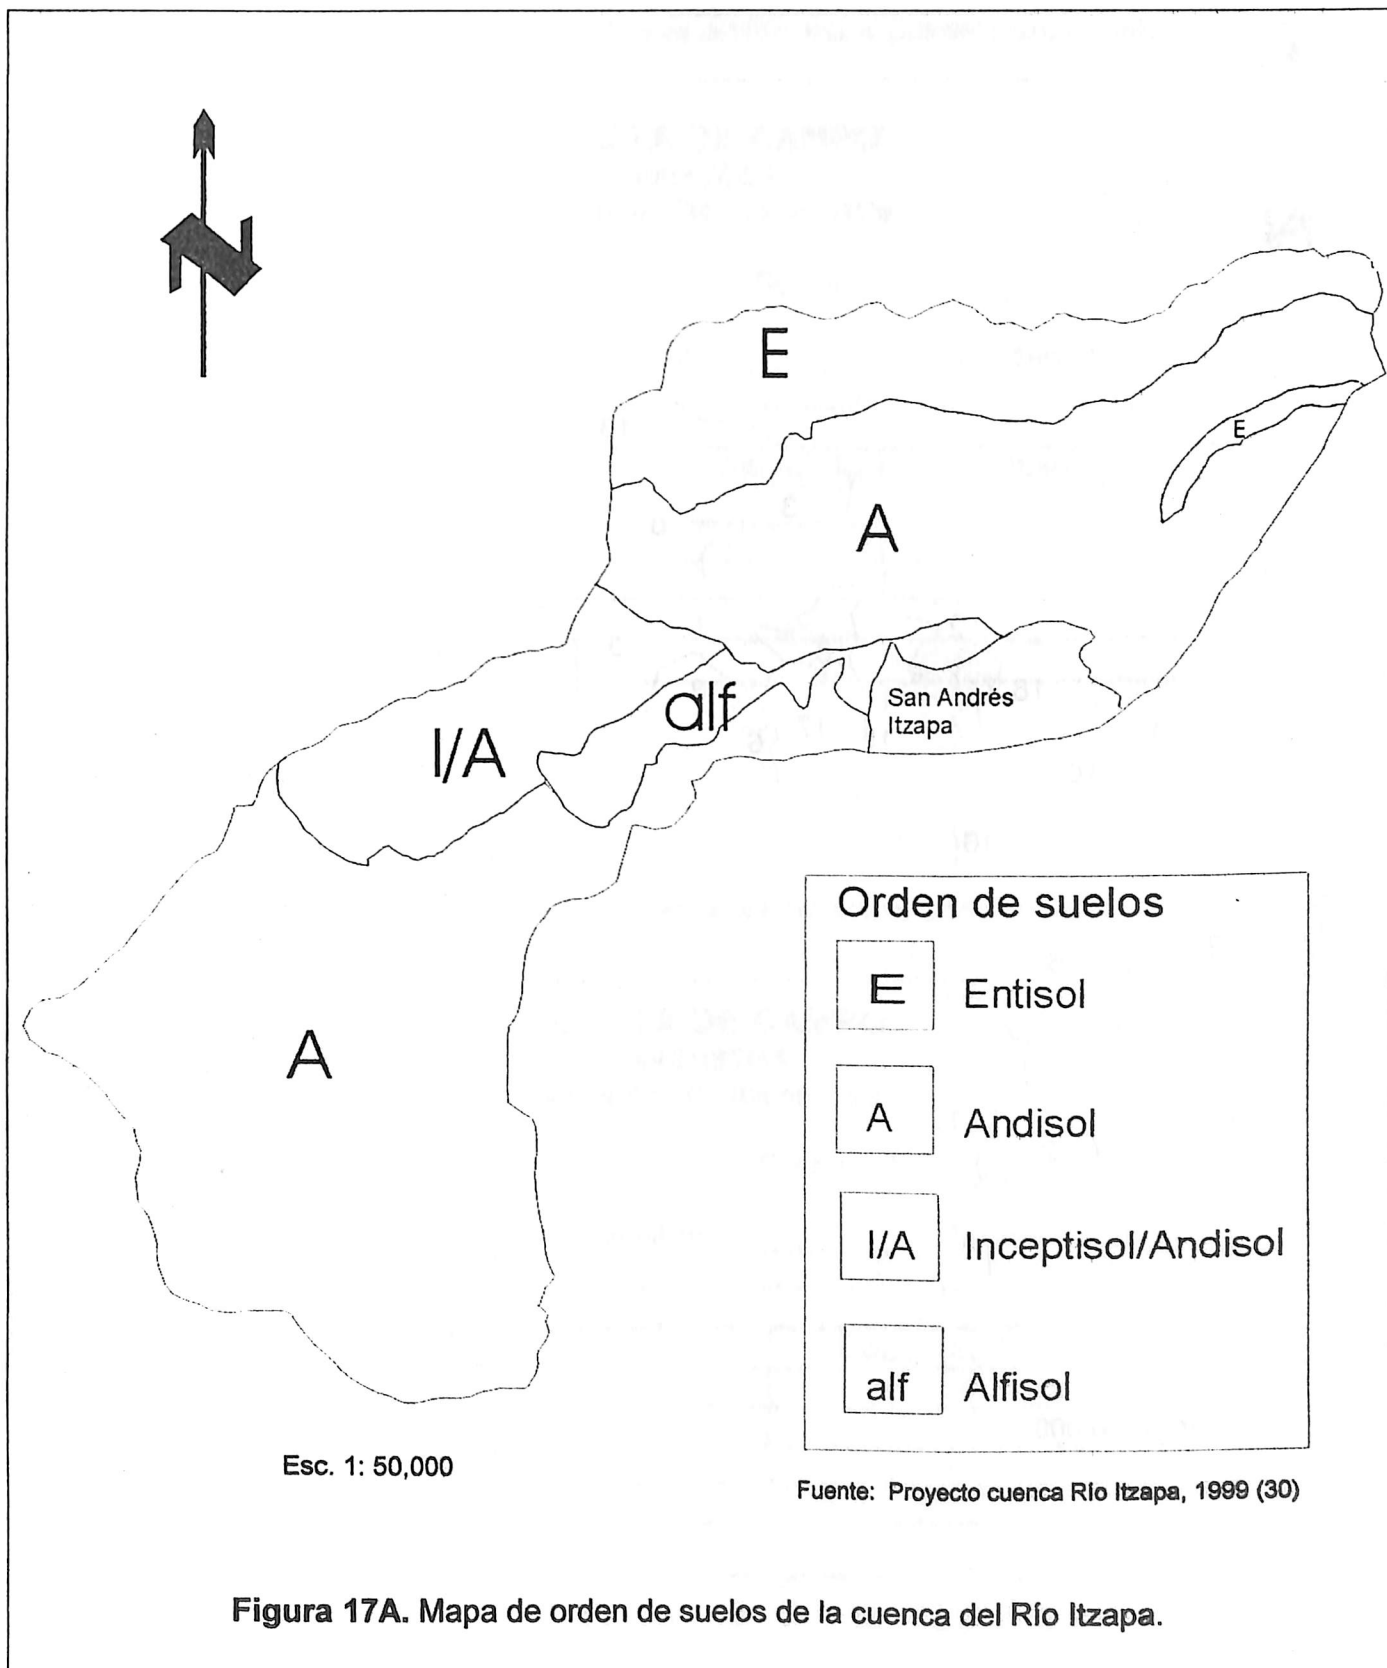 N
E
E
A
San Andrés
Itzapa
alf
I/A
A
Orden de suelos
E Entisol
A Andisol
I/A Inceptisol/Andisol
alf Alfisol
Esc. 1: 50,000
Fuente: Proyecto cuenca Río Itzapa, 1999 (30)
Figura 17A. Mapa de orden de suelos de la cuenca del Río Itzapa.